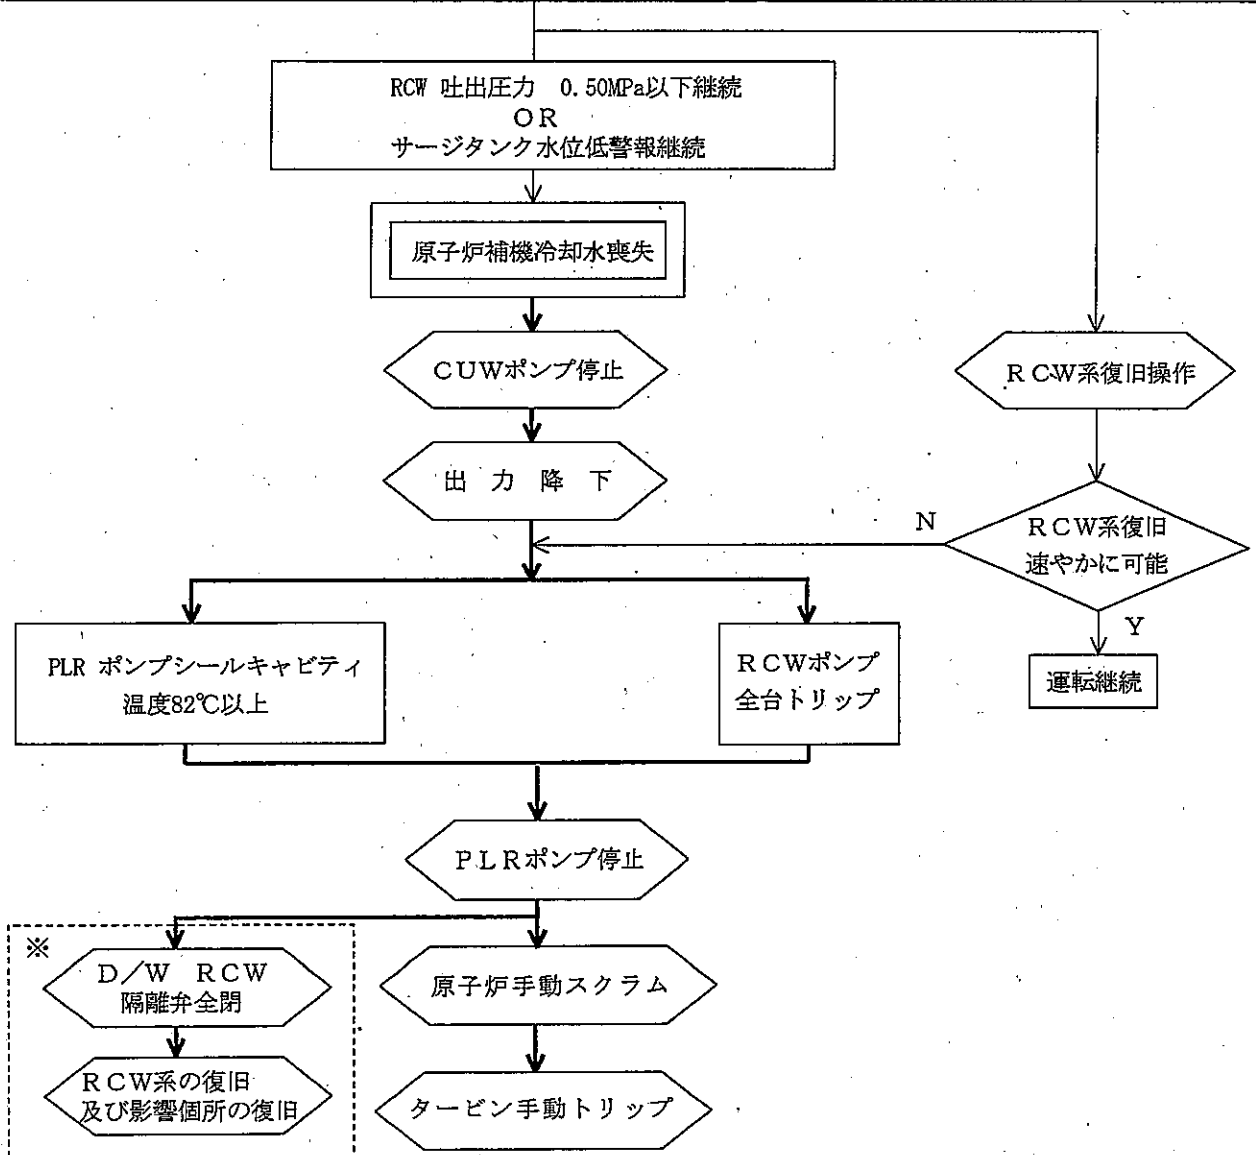 RCW 吐出圧力 0.50MPa以下継続
OR
サージタンク水位低警報継続
原子炉補機冷却水喪失
CUWポンプ停止
RCW系復旧操作
出力降下
N
RCW系復旧
速やかに可能
Y
PLR ポンプシールキャビティ
温度82℃以上
RCWポンプ
全台トリップ
運転継続
PLRポンプ停止
※
D/W RCW
隔離弁全閉
原子炉手動スクラム
RCW系の復旧
及び影響個所の復旧
タービン手動トリップ